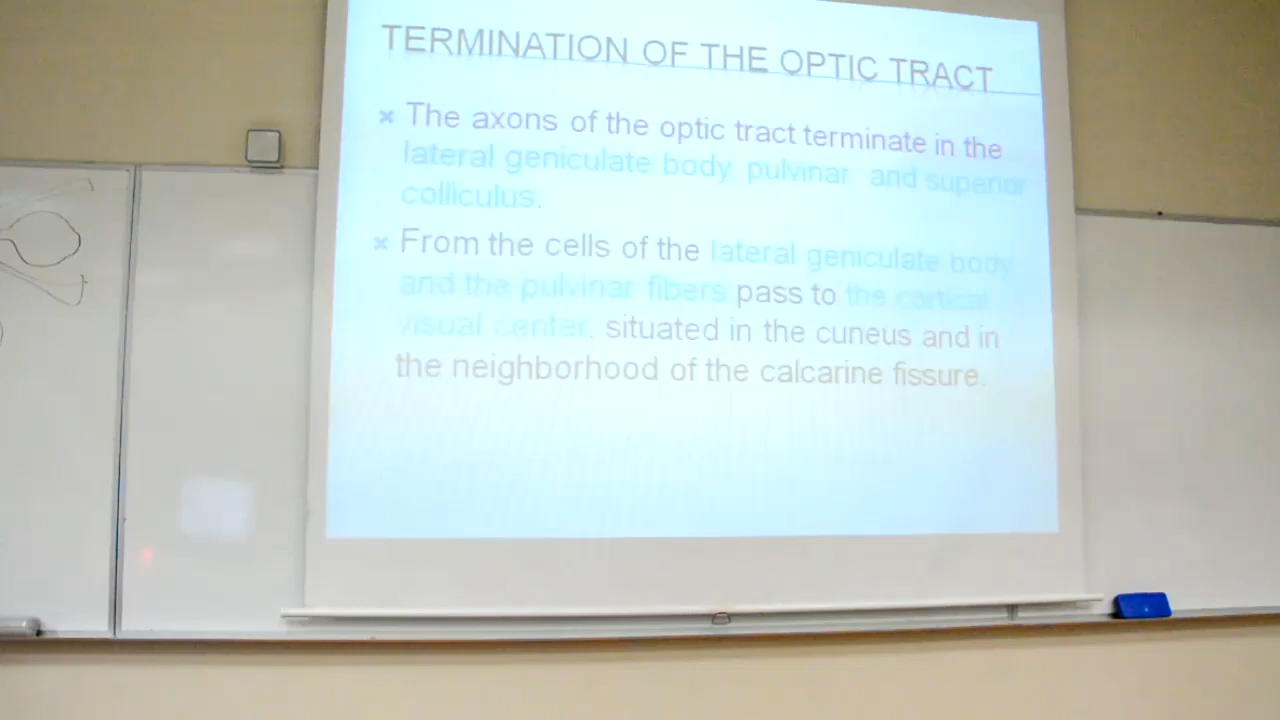 TERMINATION OF THE OPTIC TRACT
The axons of the optic tract terminate in the
lateral geniculate body, pulvinar, and superior
colliculus.
From the cells of the lateral geniculate body
and the pulvinar fibers pass to the cortical
visual center, situated in the cuneus and in
the neighborhood of the calcarine fissure.